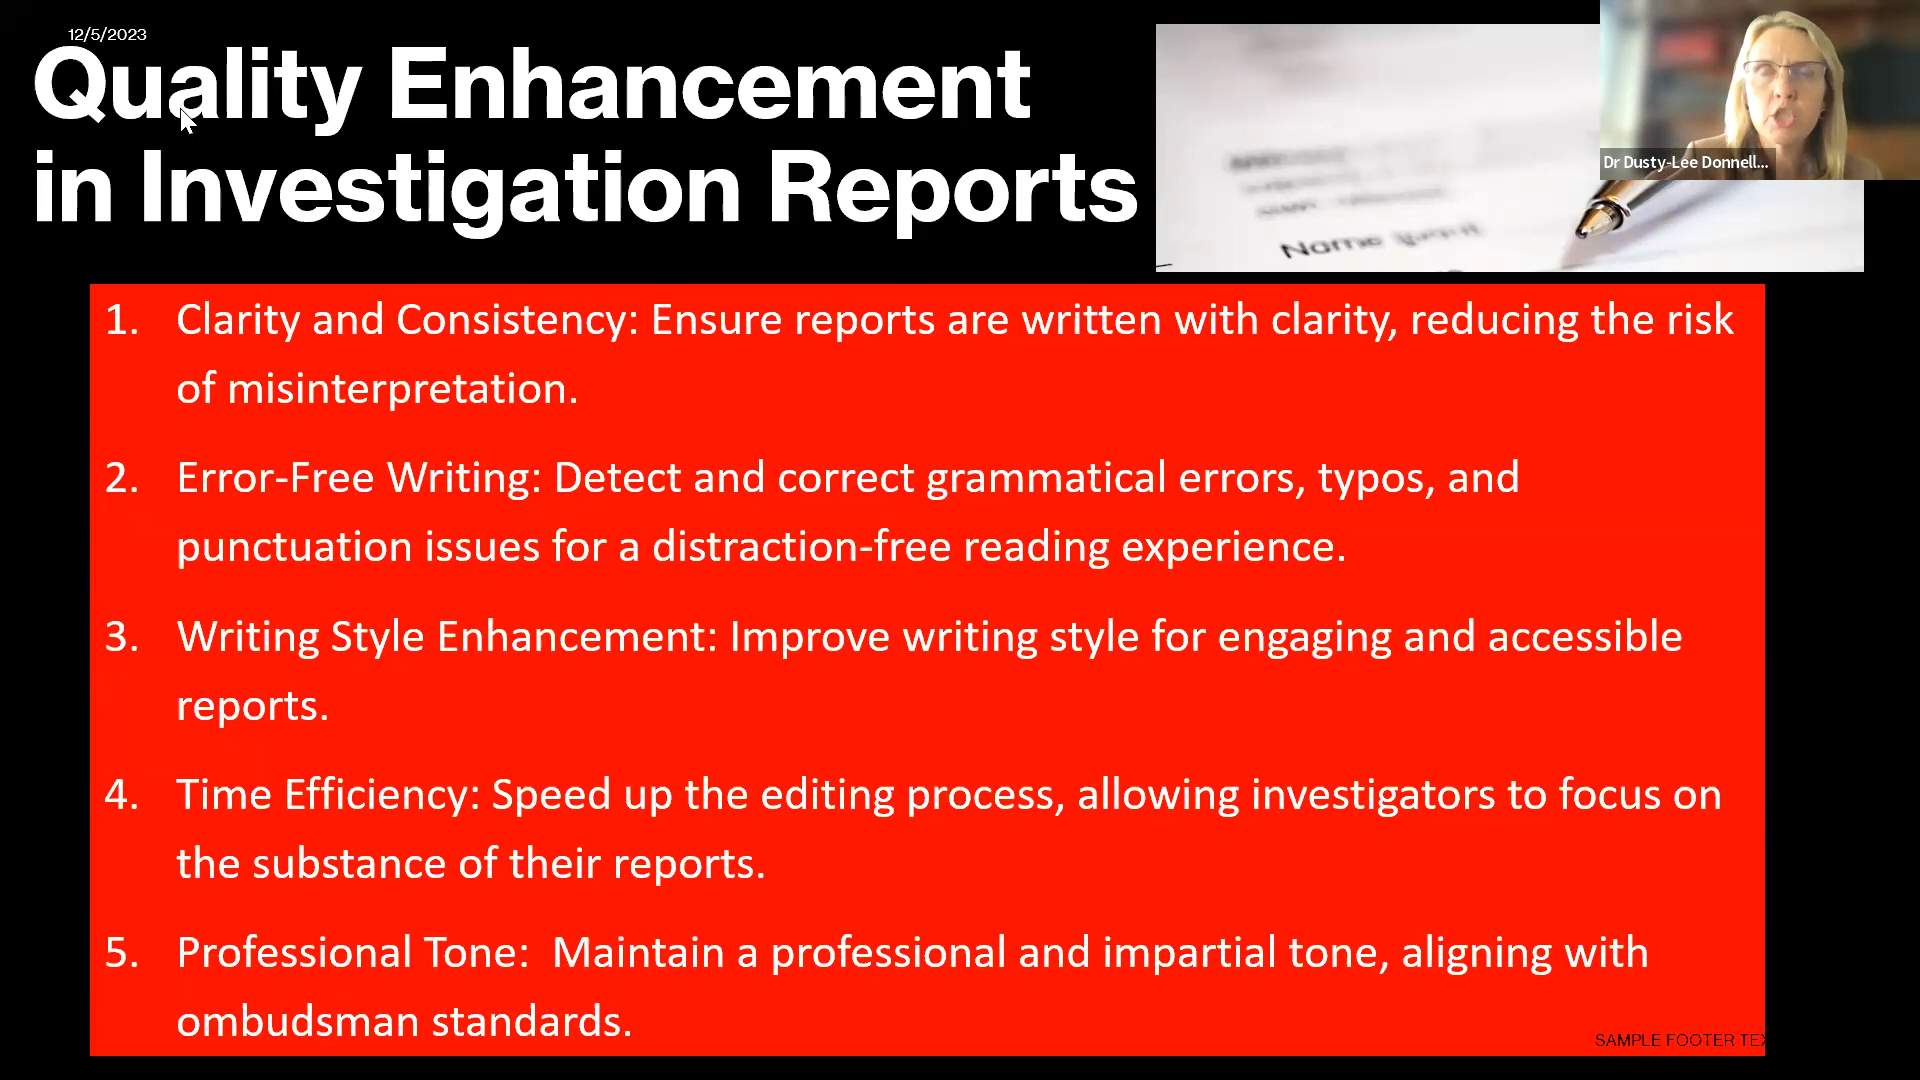 12/5/2023
Quality Enhancement
in Investigation Reports
Name
Dr Dusty-Lee Donnell...
1. Clarity and Consistency: Ensure reports are written with clarity, reducing the risk
of misinterpretation.
2. Error-Free Writing: Detect and correct grammatical errors, typos, and
punctuation issues for a distraction-free reading experience.
3. Writing Style Enhancement: Improve writing style for engaging and accessible
reports.
4. Time Efficiency: Speed up the editing process, allowing investigators to focus on
the substance of their reports.
5. Professional Tone:  Maintain a professional and impartial tone, aligning with
ombudsman standards.
SAMPLE FOOTER TEX